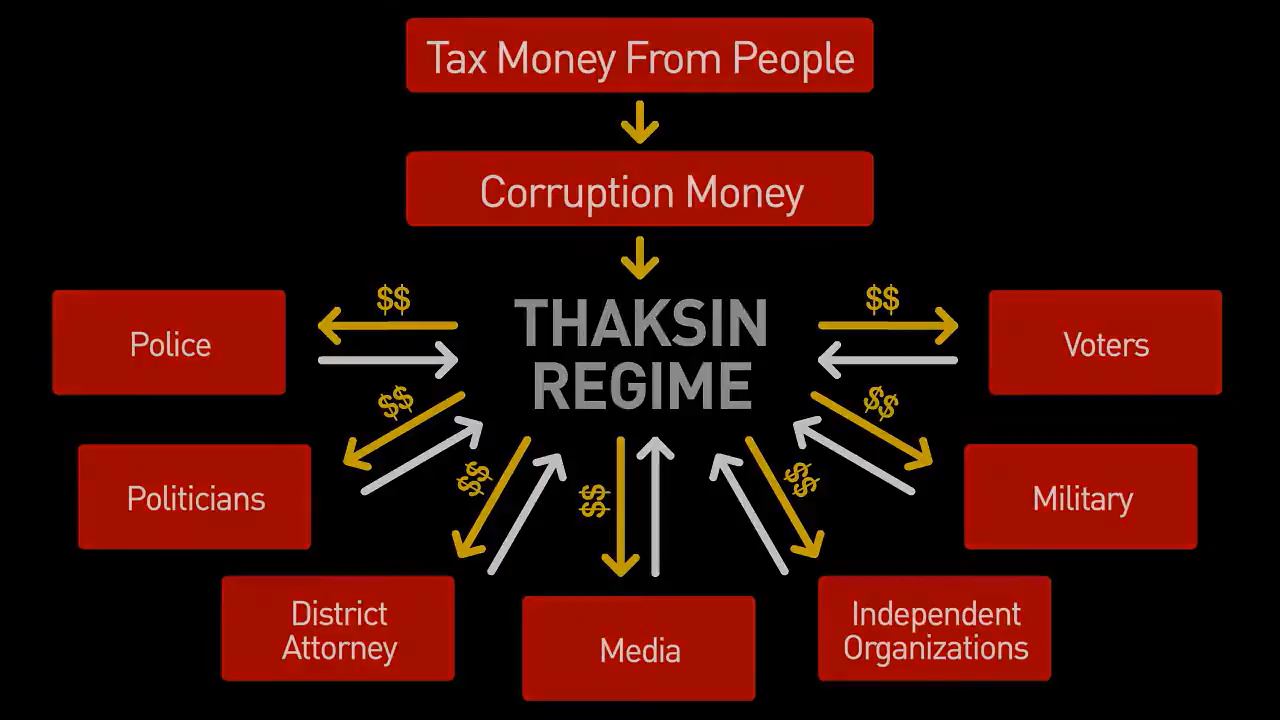 Tax Money From People
Corruption Money
$$
$$
THAKSIN
REGIME
Police
Voters
$$
$$
$$
$$
$$
Politicians
Military
District
Attorney
Media
Independent
Organizations